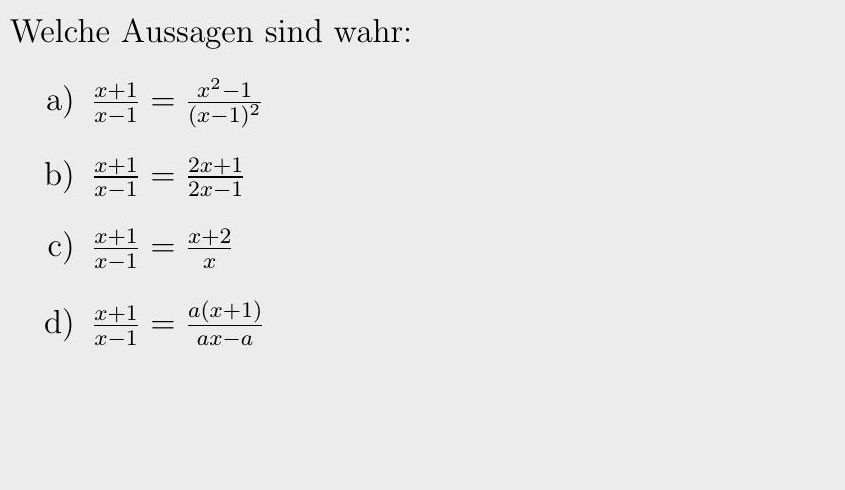 Welche Aussagen sind wahr:
a) \frac{x+1}{x-1} = \frac{x^2-1}{(x-1)^2}
b) \frac{x+1}{x-1} = \frac{2x+1}{2x-1}
c) \frac{x+1}{x-1} = \frac{x+2}{x}
d) \frac{x+1}{x-1} = \frac{a(x+1)}{ax-a}